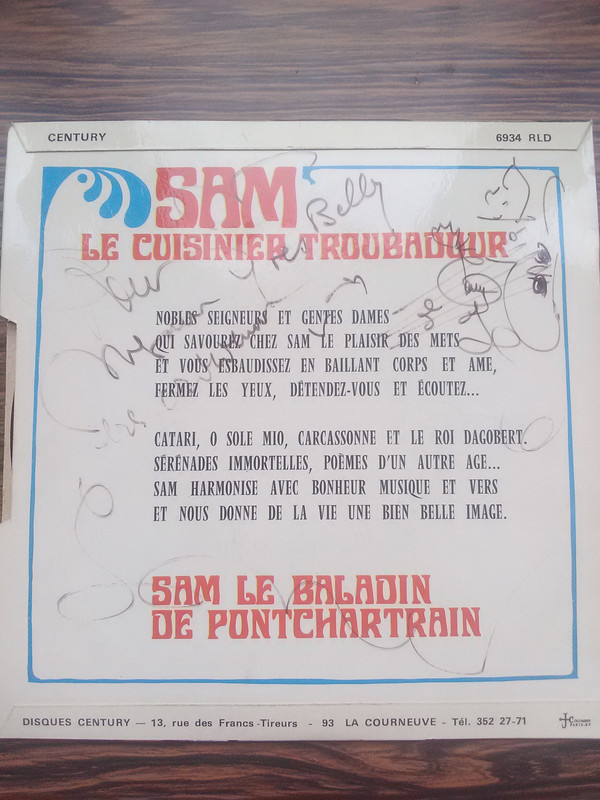 CENTURY 6934 RLD
SAM
LE CUISINIER TROUBADOUR
NOBLES SEIGNEURS ET GENTES DAMES
QUI SAVOUREZ CHEZ SAM LE PLAISIR DES METS
ET VOUS ESBAUDISSEZ EN BAILLANT CORPS ET AME,
FERMEZ LES YEUX, DÉTENDEZ-VOUS ET ÉCOUTEZ...
CATARI, O SOLE MIO, CARCASSONNE ET LE ROI DAGOBERT.
SÉRÉNADES IMMORTELLES, POÈMES D'UN AUTRE AGE...
SAM HARMONISE AVEC BONHEUR MUSIQUE ET VERS
ET NOUS DONNE DE LA VIE UNE BIEN BELLE IMAGE.
SAM LE BALADIN
DE PONTCHARTRAIN
DISQUES CENTURY — 13, rue des Francs-Tireurs - 93 LA COURNEUVE - Tél. 352 27-71